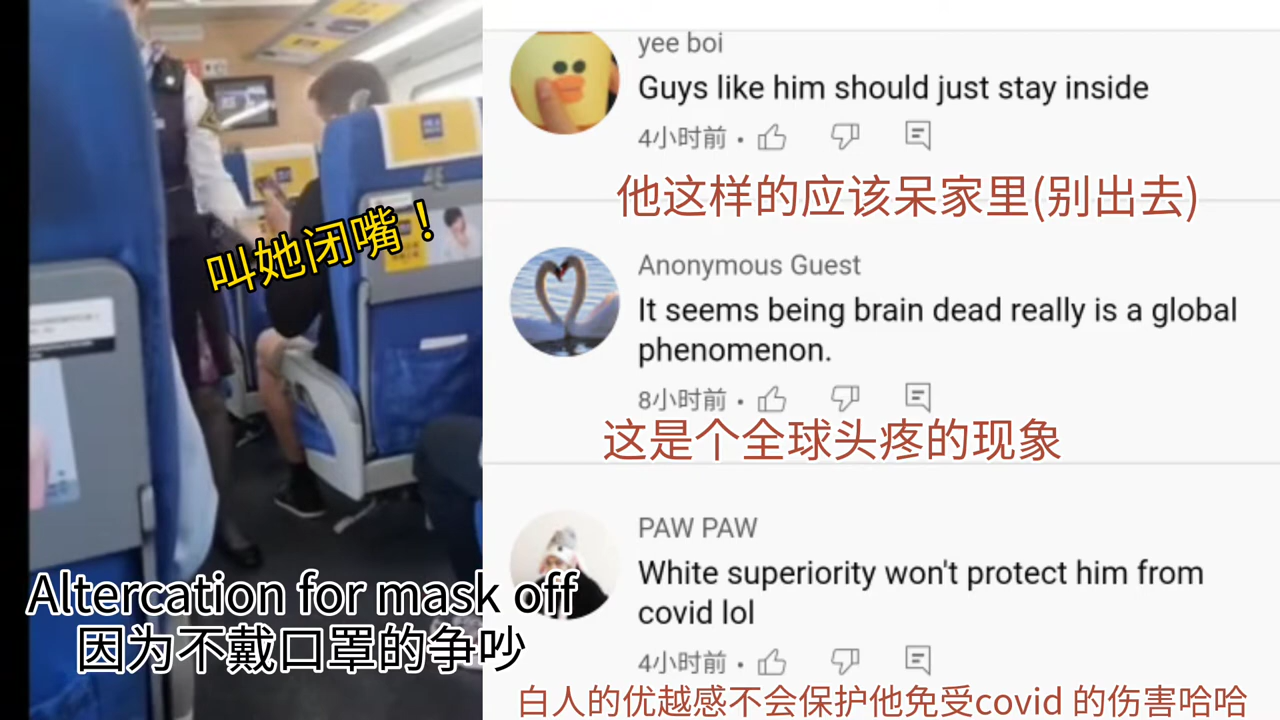 叫她闭嘴！
Altercation for mask off
因为不戴口罩的争吵
yee boi
Guys like him should just stay inside
4小时前 •
他这样的应该呆家里(别出去)
Anonymous Guest
It seems being brain dead really is a global
phenomenon.
8小时前 •
这是个全球头疼的现象
PAW PAW
White superiority won't protect him from
covid lol
4小时前 •
白人的优越感不会保护他免受covid 的伤害哈哈